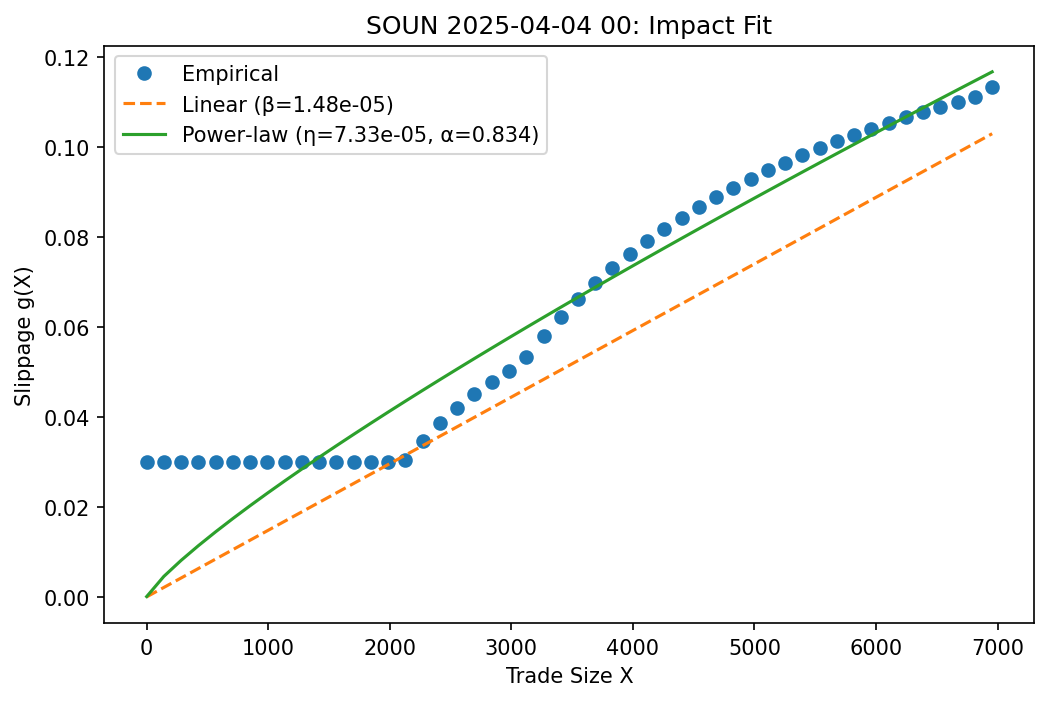 SOUN 2025-04-04 00: Impact Fit
Empirical
Linear (β=1.48e-05)
Power-law (η=7.33e-05, α=0.834)
Slippage g(X)
0.12
0.10
0.08
0.06
0.04
0.02
0.00
0 1000 2000 3000 4000 5000 6000 7000
Trade Size X